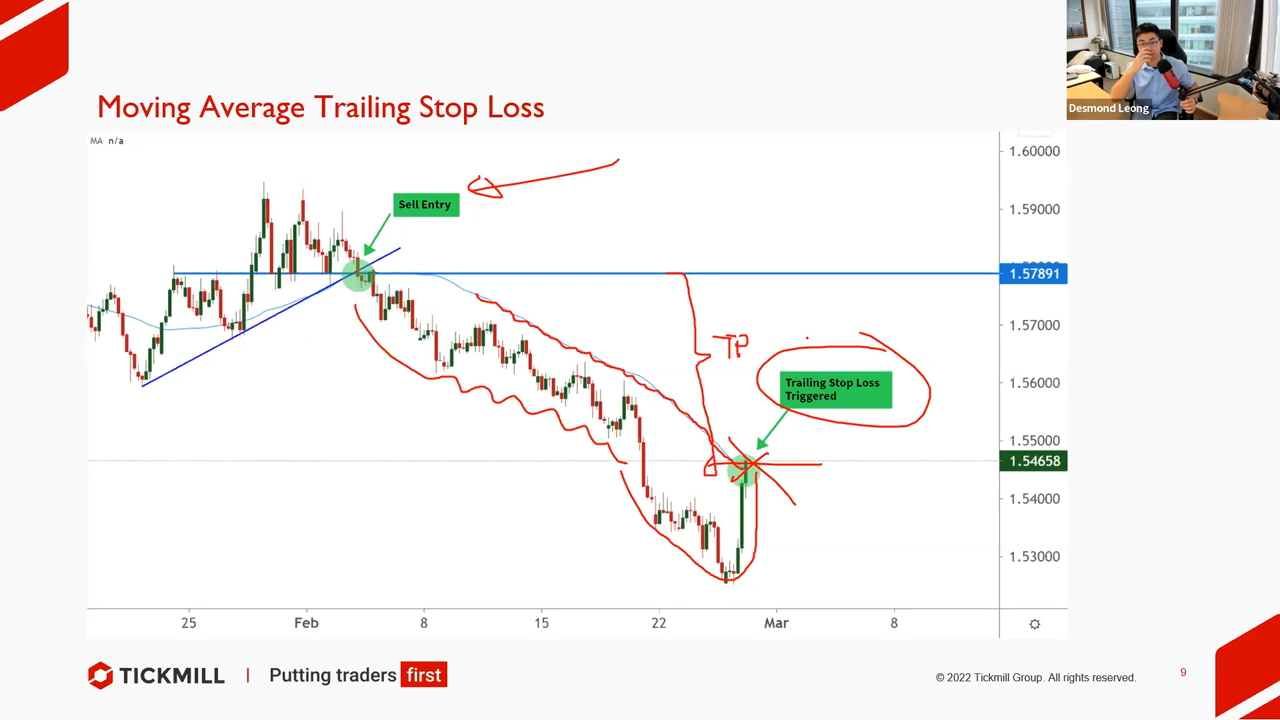 Desmond Leong
Moving Average Trailing Stop Loss
MA n/a
1.60000
Sell Entry
1.59000
1.57891
1.57000
TP
Trailing Stop Loss
Triggered
1.56000
1.55000
1.54658
1.54000
1.53000
25 Feb 8 15 22 Mar 8
TICKMILL | Putting traders first
© 2022 Tickmill Group. All rights reserved.
9